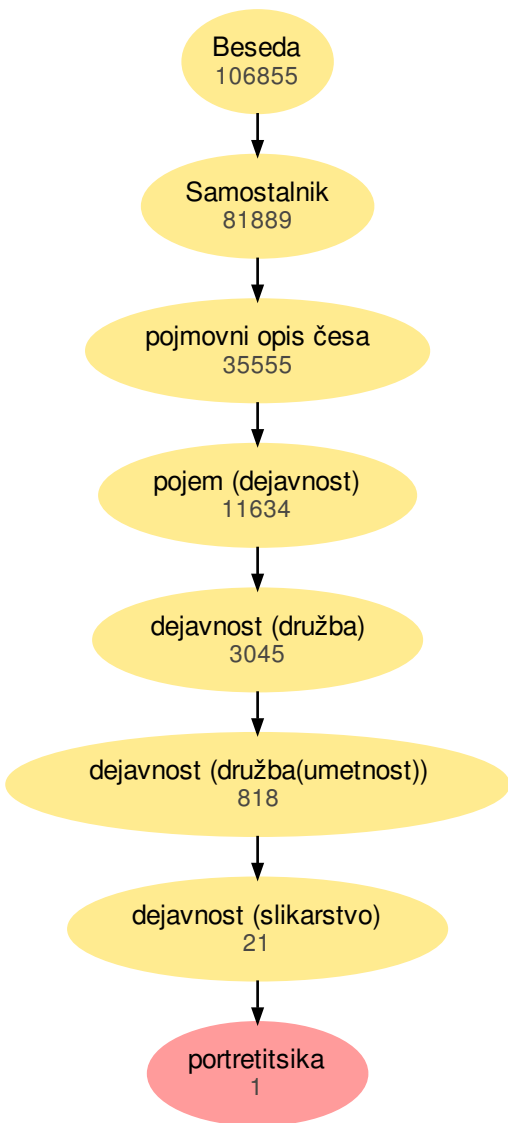 Beseda
106855
Samostalnik
81889
pojmovni opis česa
35555
pojem (dejavnost)
11634
dejavnost (družba)
3045
dejavnost (družba(umetnost))
818
dejavnost (slikarstvo)
21
portretitsika
1